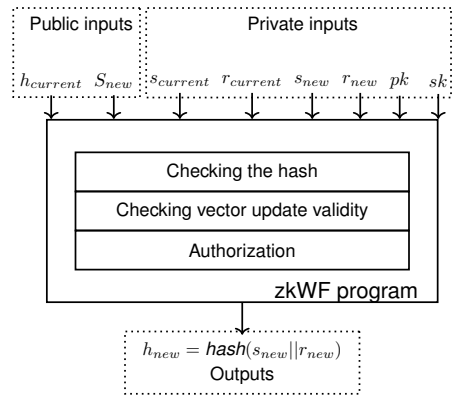 Public inputs Private inputs
h_current S_new s_current r_current s_new r_new pk sk
Checking the hash
Checking vector update validity
Authorization
zkWF program
h_new = hash(s_new||r_new)
Outputs